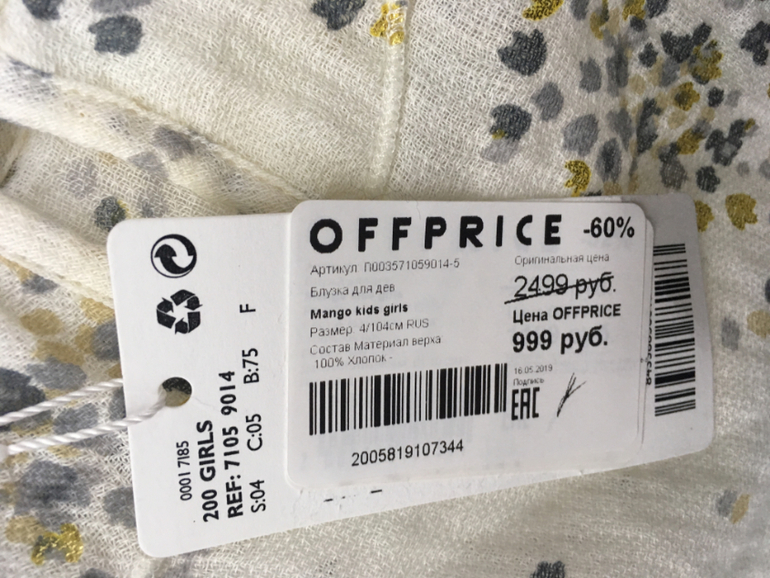 OFFPRICE -60%
Артикул П003571059014-5
Блузка для дев
Mango kids girls
Размер 4/104см RUS
Состав Материал верха
100% Хлопок -
Оригинальная цена
2499 руб.
Цена OFFPRICE
999 руб.
16.05.2019
Подпись
EAC
2005819107344
0001 7185
200 GIRLS
REF: 7105 9014
S:04 C:05 B:75 F